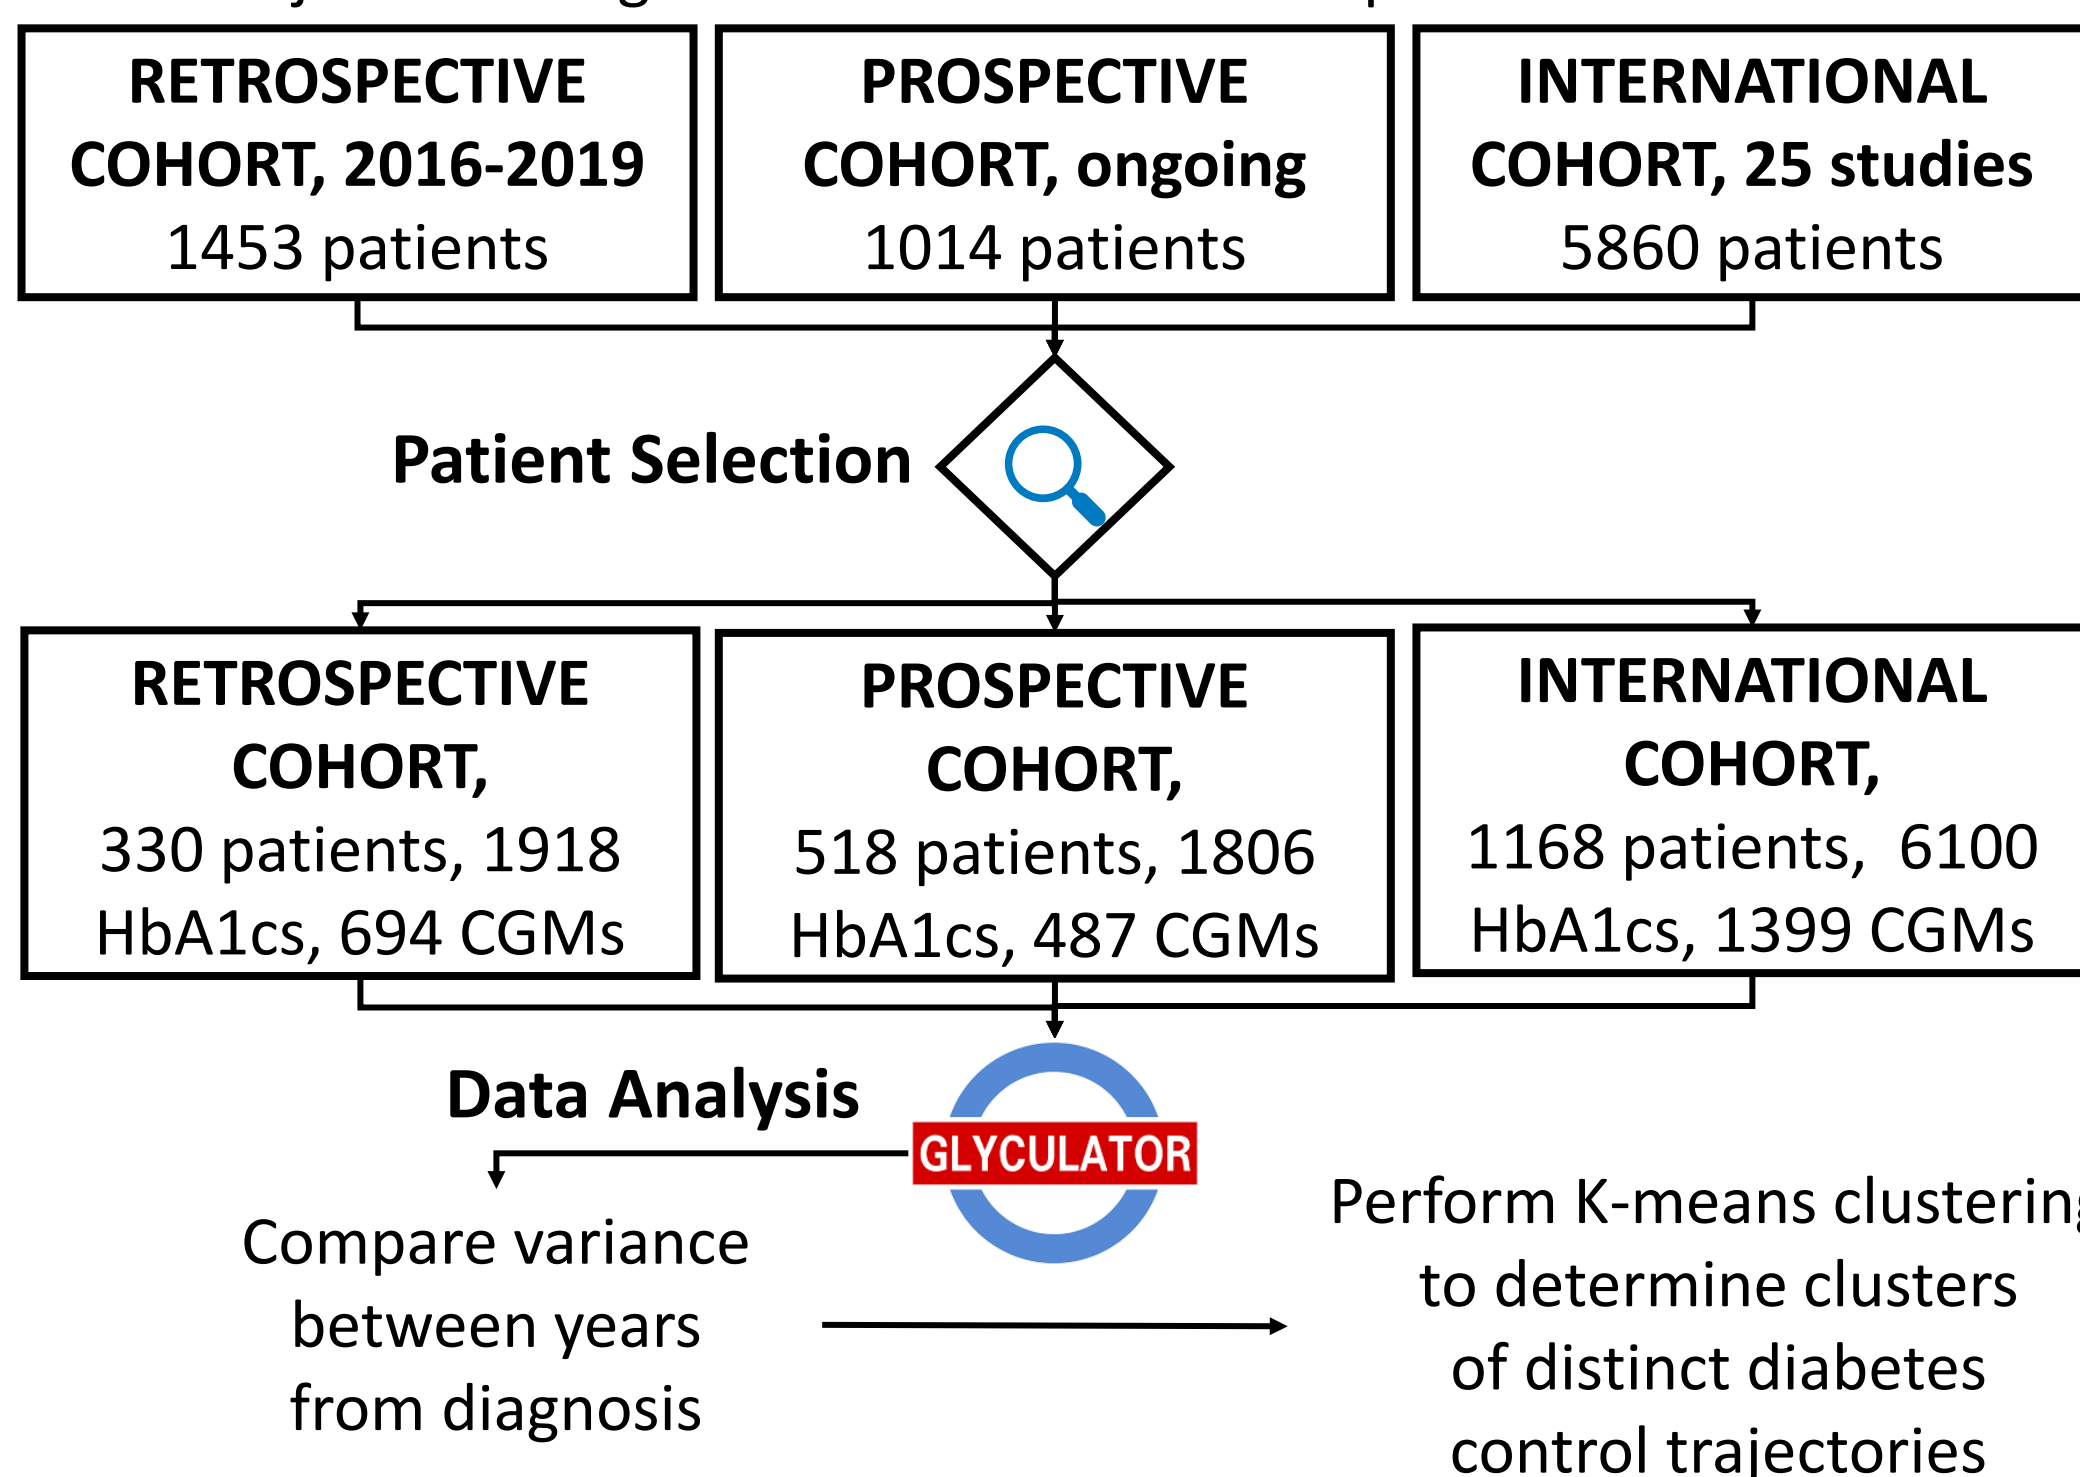 RETROSPECTIVE
COHORT, 2016-2019
1453 patients
PROSPECTIVE
COHORT, ongoing
1014 patients
INTERNATIONAL
COHORT, 25 studies
5860 patients
Patient Selection
RETROSPECTIVE
COHORT,
330 patients, 1918
HbA1cs, 694 CGMs
PROSPECTIVE
COHORT,
518 patients, 1806
HbA1cs, 487 CGMs
INTERNATIONAL
COHORT,
1168 patients,  6100
HbA1cs, 1399 CGMs
Data Analysis
GLYCULATOR
Compare variance
between years
from diagnosis
Perform K-means clustering
to determine clusters
of distinct diabetes
control trajectories